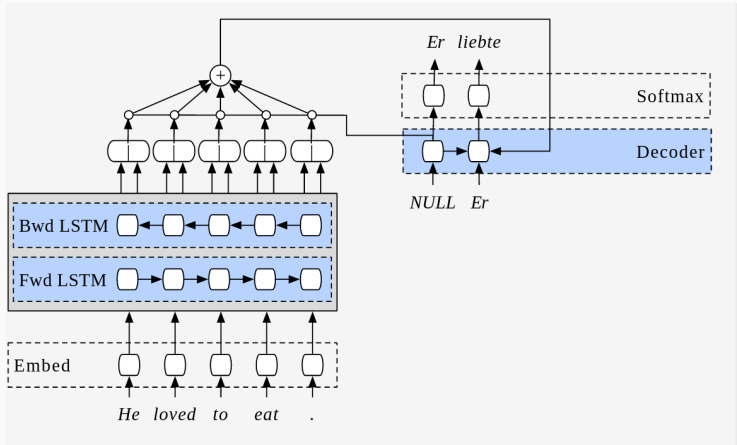 Er liebte
+
Softmax
Decoder
NULL Er
Bwd LSTM
Fwd LSTM
Embed
He loved to eat .